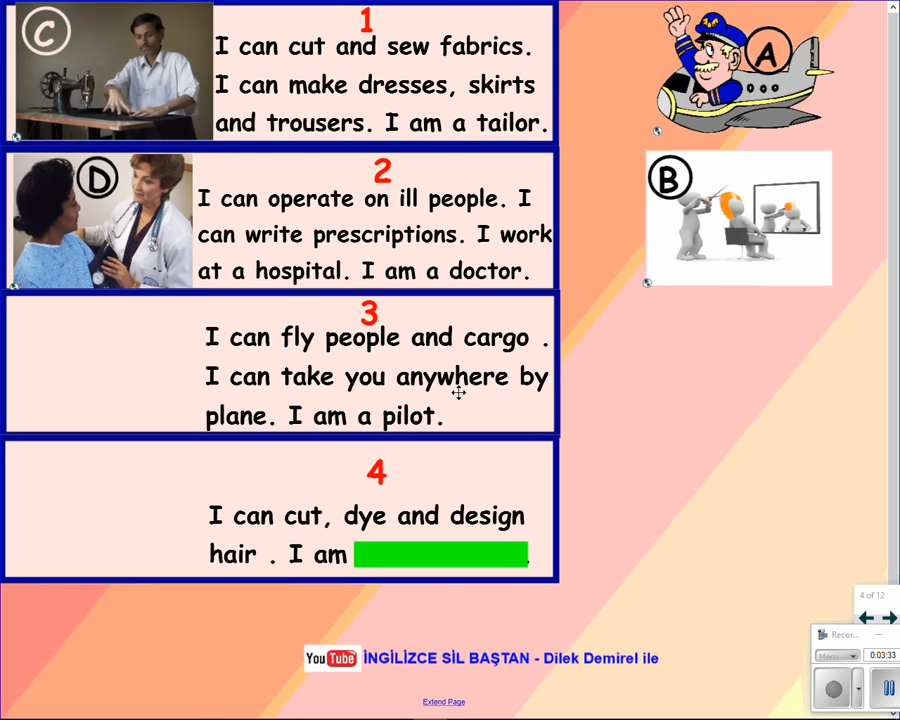 C
1
I can cut and sew fabrics.
I can make dresses, skirts
and trousers. I am a tailor.
A
D
2
I can operate on ill people. I
can write prescriptions. I work
at a hospital. I am a doctor.
B
3
I can fly people and cargo .
I can take you anywhere by
plane. I am a pilot.
4
I can cut, dye and design
hair . I am .
4 of 12
Recor...
Menu...
0:03:33
YouTube İNGİLİZCE SİL BAŞTAN - Dilek Demirel ile
Extend Page